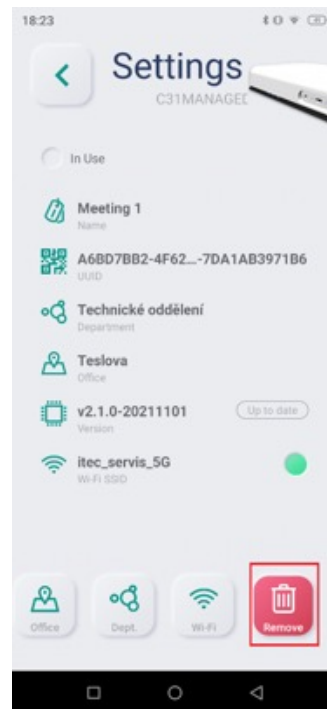 18:23
Settings
C31MANAGED
In Use
Meeting 1
Name
A6BD7BB2-4F62...-7DA1AB3971B6
UUID
Technické oddělení
Department
Teslova
Office
v2.1.0-20211101
Up to date
Version
itec_servis_5G
Wi-Fi SSID
Office
Dept.
Wi-Fi
Remove